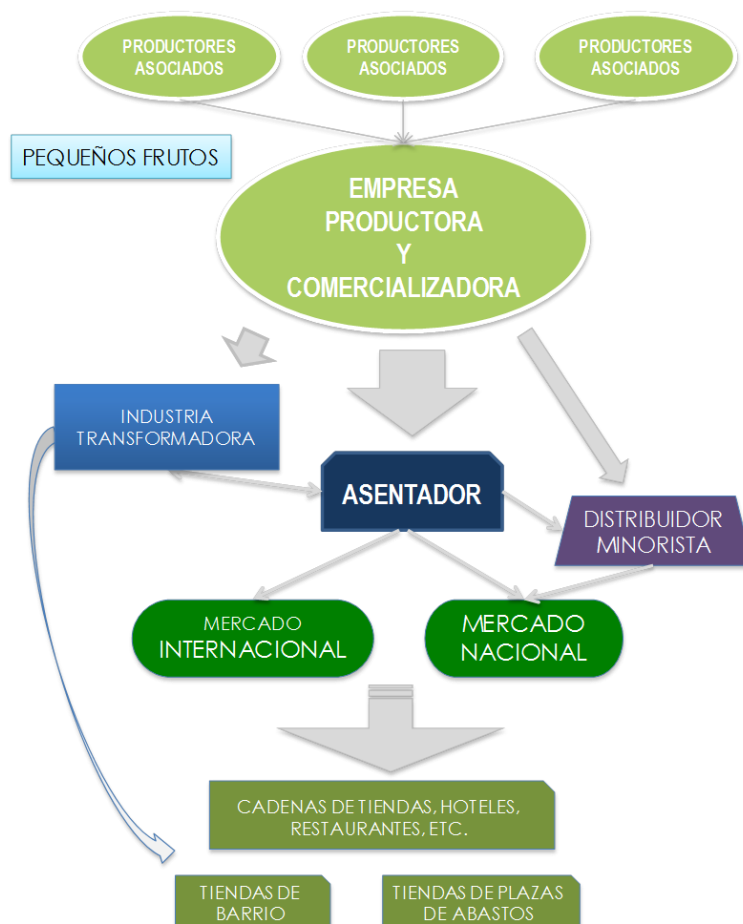 PRODUCTORES
ASOCIADOS
PRODUCTORES
ASOCIADOS
PRODUCTORES
ASOCIADOS
PEQUEÑOS FRUTOS
EMPRESA
PRODUCTORA
Y
COMERCIALIZADORA
INDUSTRIA
TRANSFORMADORA
ASENTADOR
DISTRIBUIDOR
MINORISTA
MERCADO
INTERNACIONAL
MERCADO
NACIONAL
CADENAS DE TIENDAS, HOTELES,
RESTAURANTES, ETC.
TIENDAS DE
BARRIO
TIENDAS DE PLAZAS
DE ABASTOS